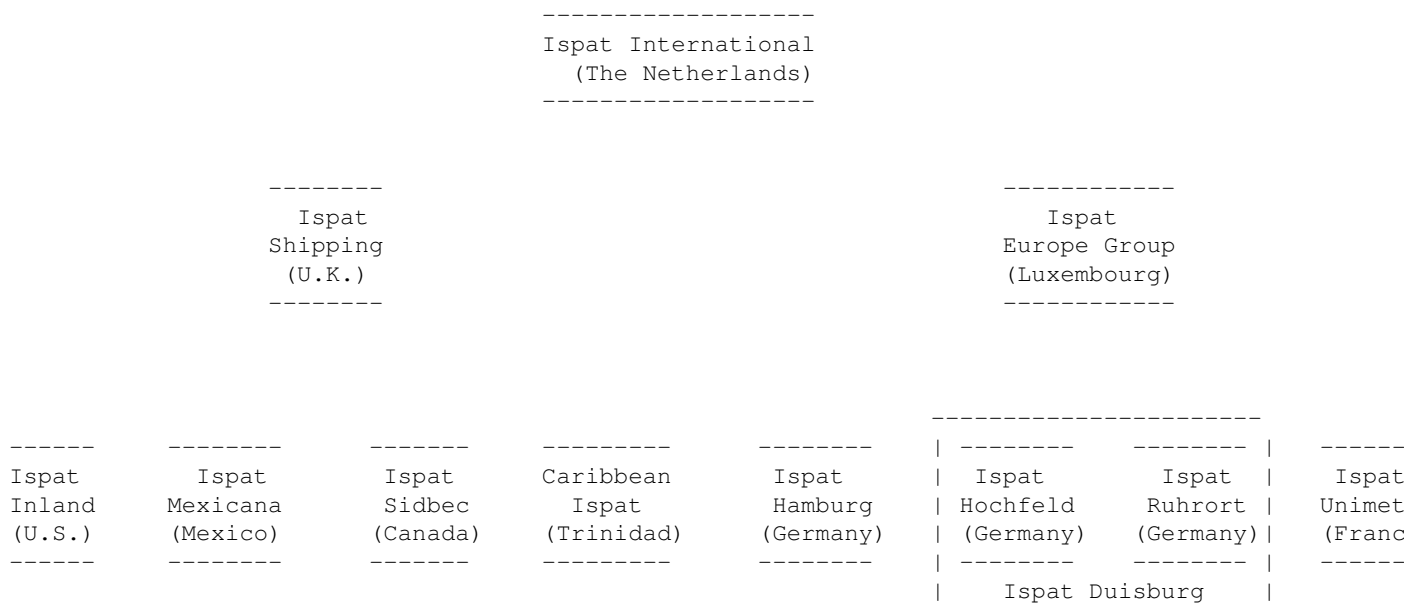 Ispat International
(The Netherlands)
Ispat
Shipping
(U.K.)
Ispat
Europe Group
(Luxembourg)
Ispat
Inland
(U.S.)
Ispat
Mexicana
(Mexico)
Ispat
Sidbec
(Canada)
Caribbean
Ispat
(Trinidad)
Ispat
Hamburg
(Germany)
Ispat
Hochfeld
(Germany)
Ispat
Ruhrort
(Germany)
Ispat Duisburg
Ispat
Unimet
(Franc